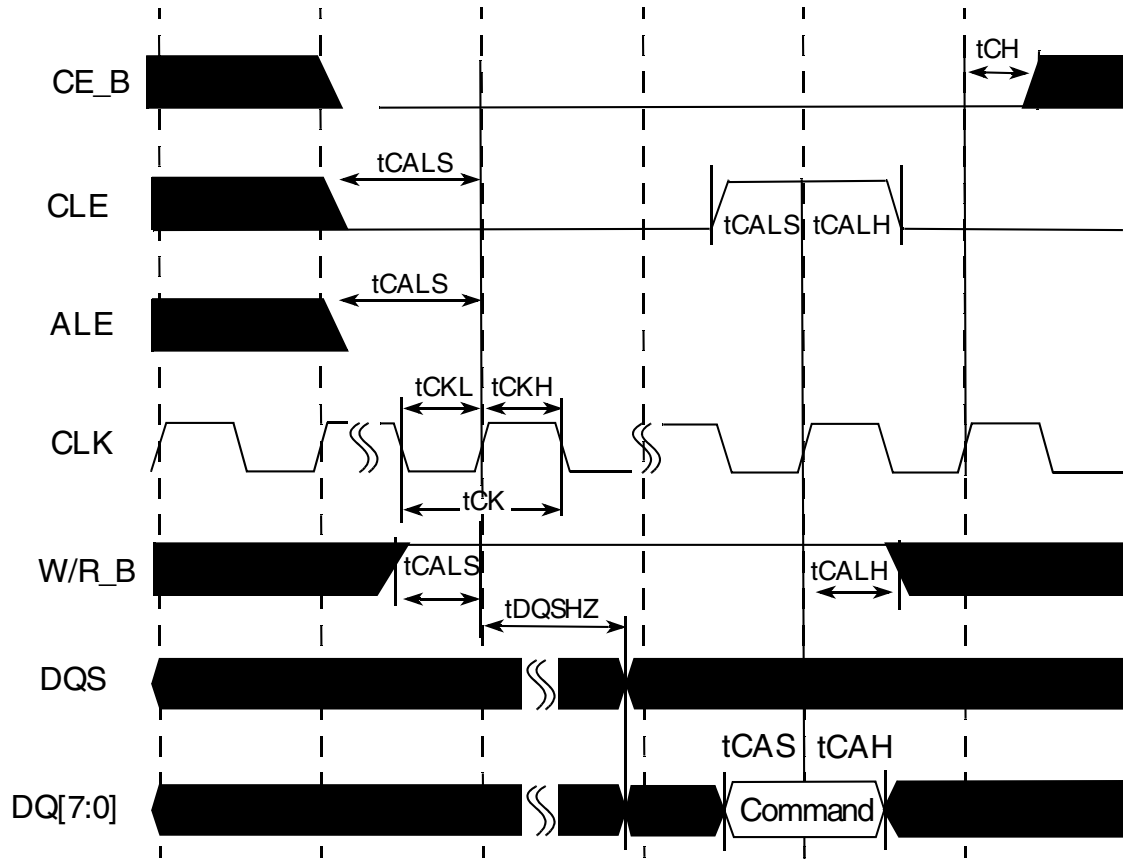 tCH
CE_B
tCALS
CLE
tCALS tCALH
tCALS
ALE
tCKL tCKH
CLK
tCK
W/R_B
tCALS
tCALH
tDQSHZ
DQS
tCAS tCAH
DQ[7:0]
Command